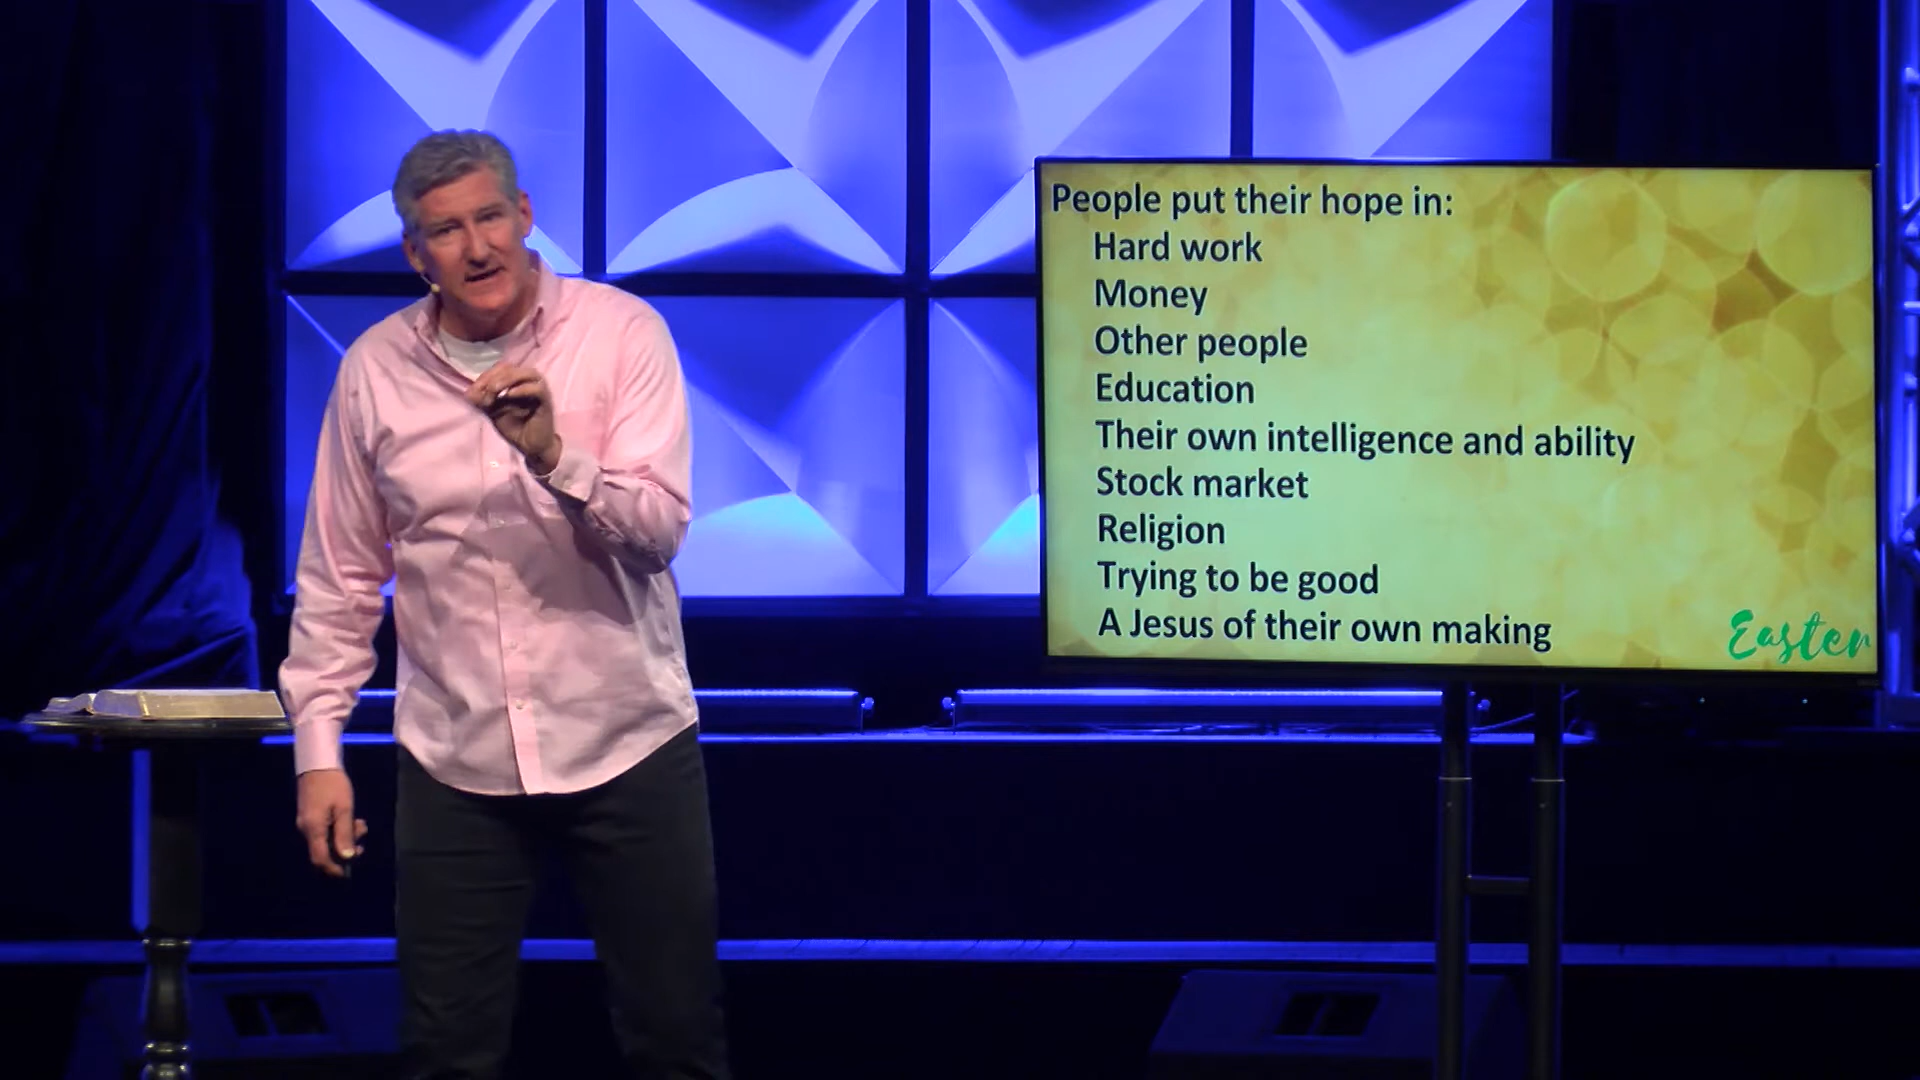 People put their hope in:
Hard work
Money
Other people
Education
Their own intelligence and ability
Stock market
Religion
Trying to be good
A Jesus of their own making
Easter